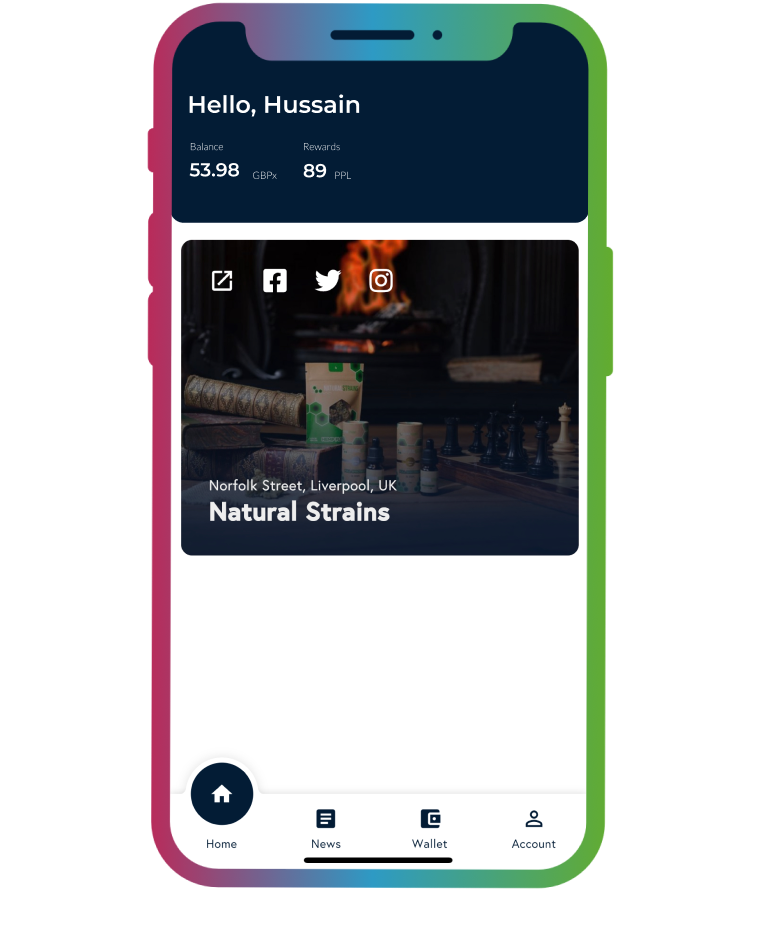 Hello, Hussain
Balance Rewards
53.98 GBPx 89 PPL
Norfolk Street, Liverpool, UK
Natural Strains
Home News Wallet Account